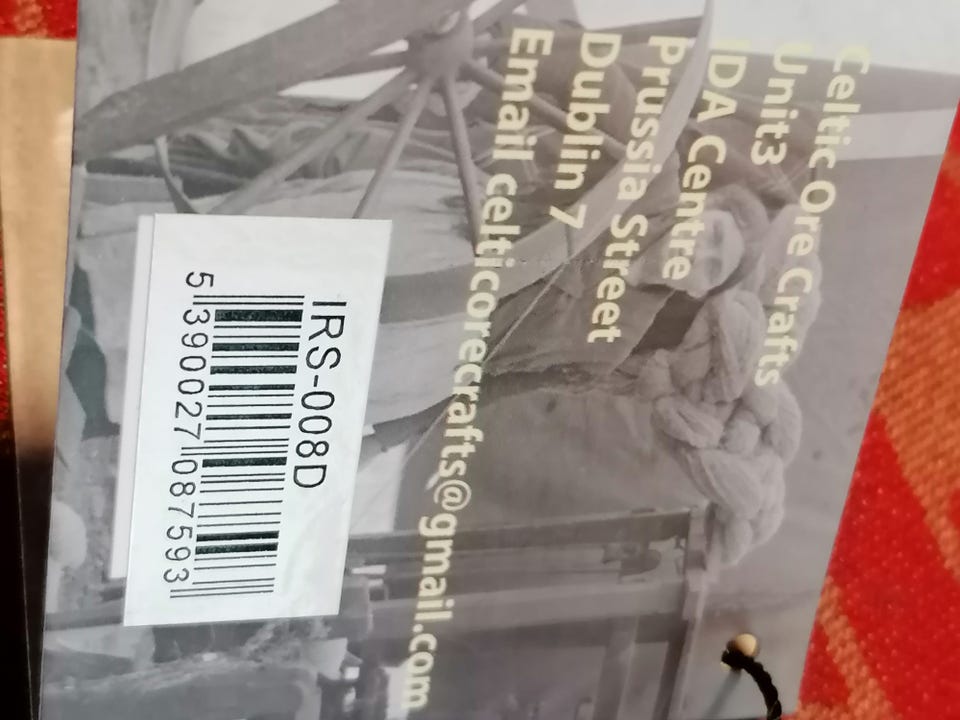 Celtic Ore Crafts
Unit3
IDA Centre
Prussia Street
Dublin 7
Email celticorecrafts@gmail.com
IRS-008D
5 390027 087593